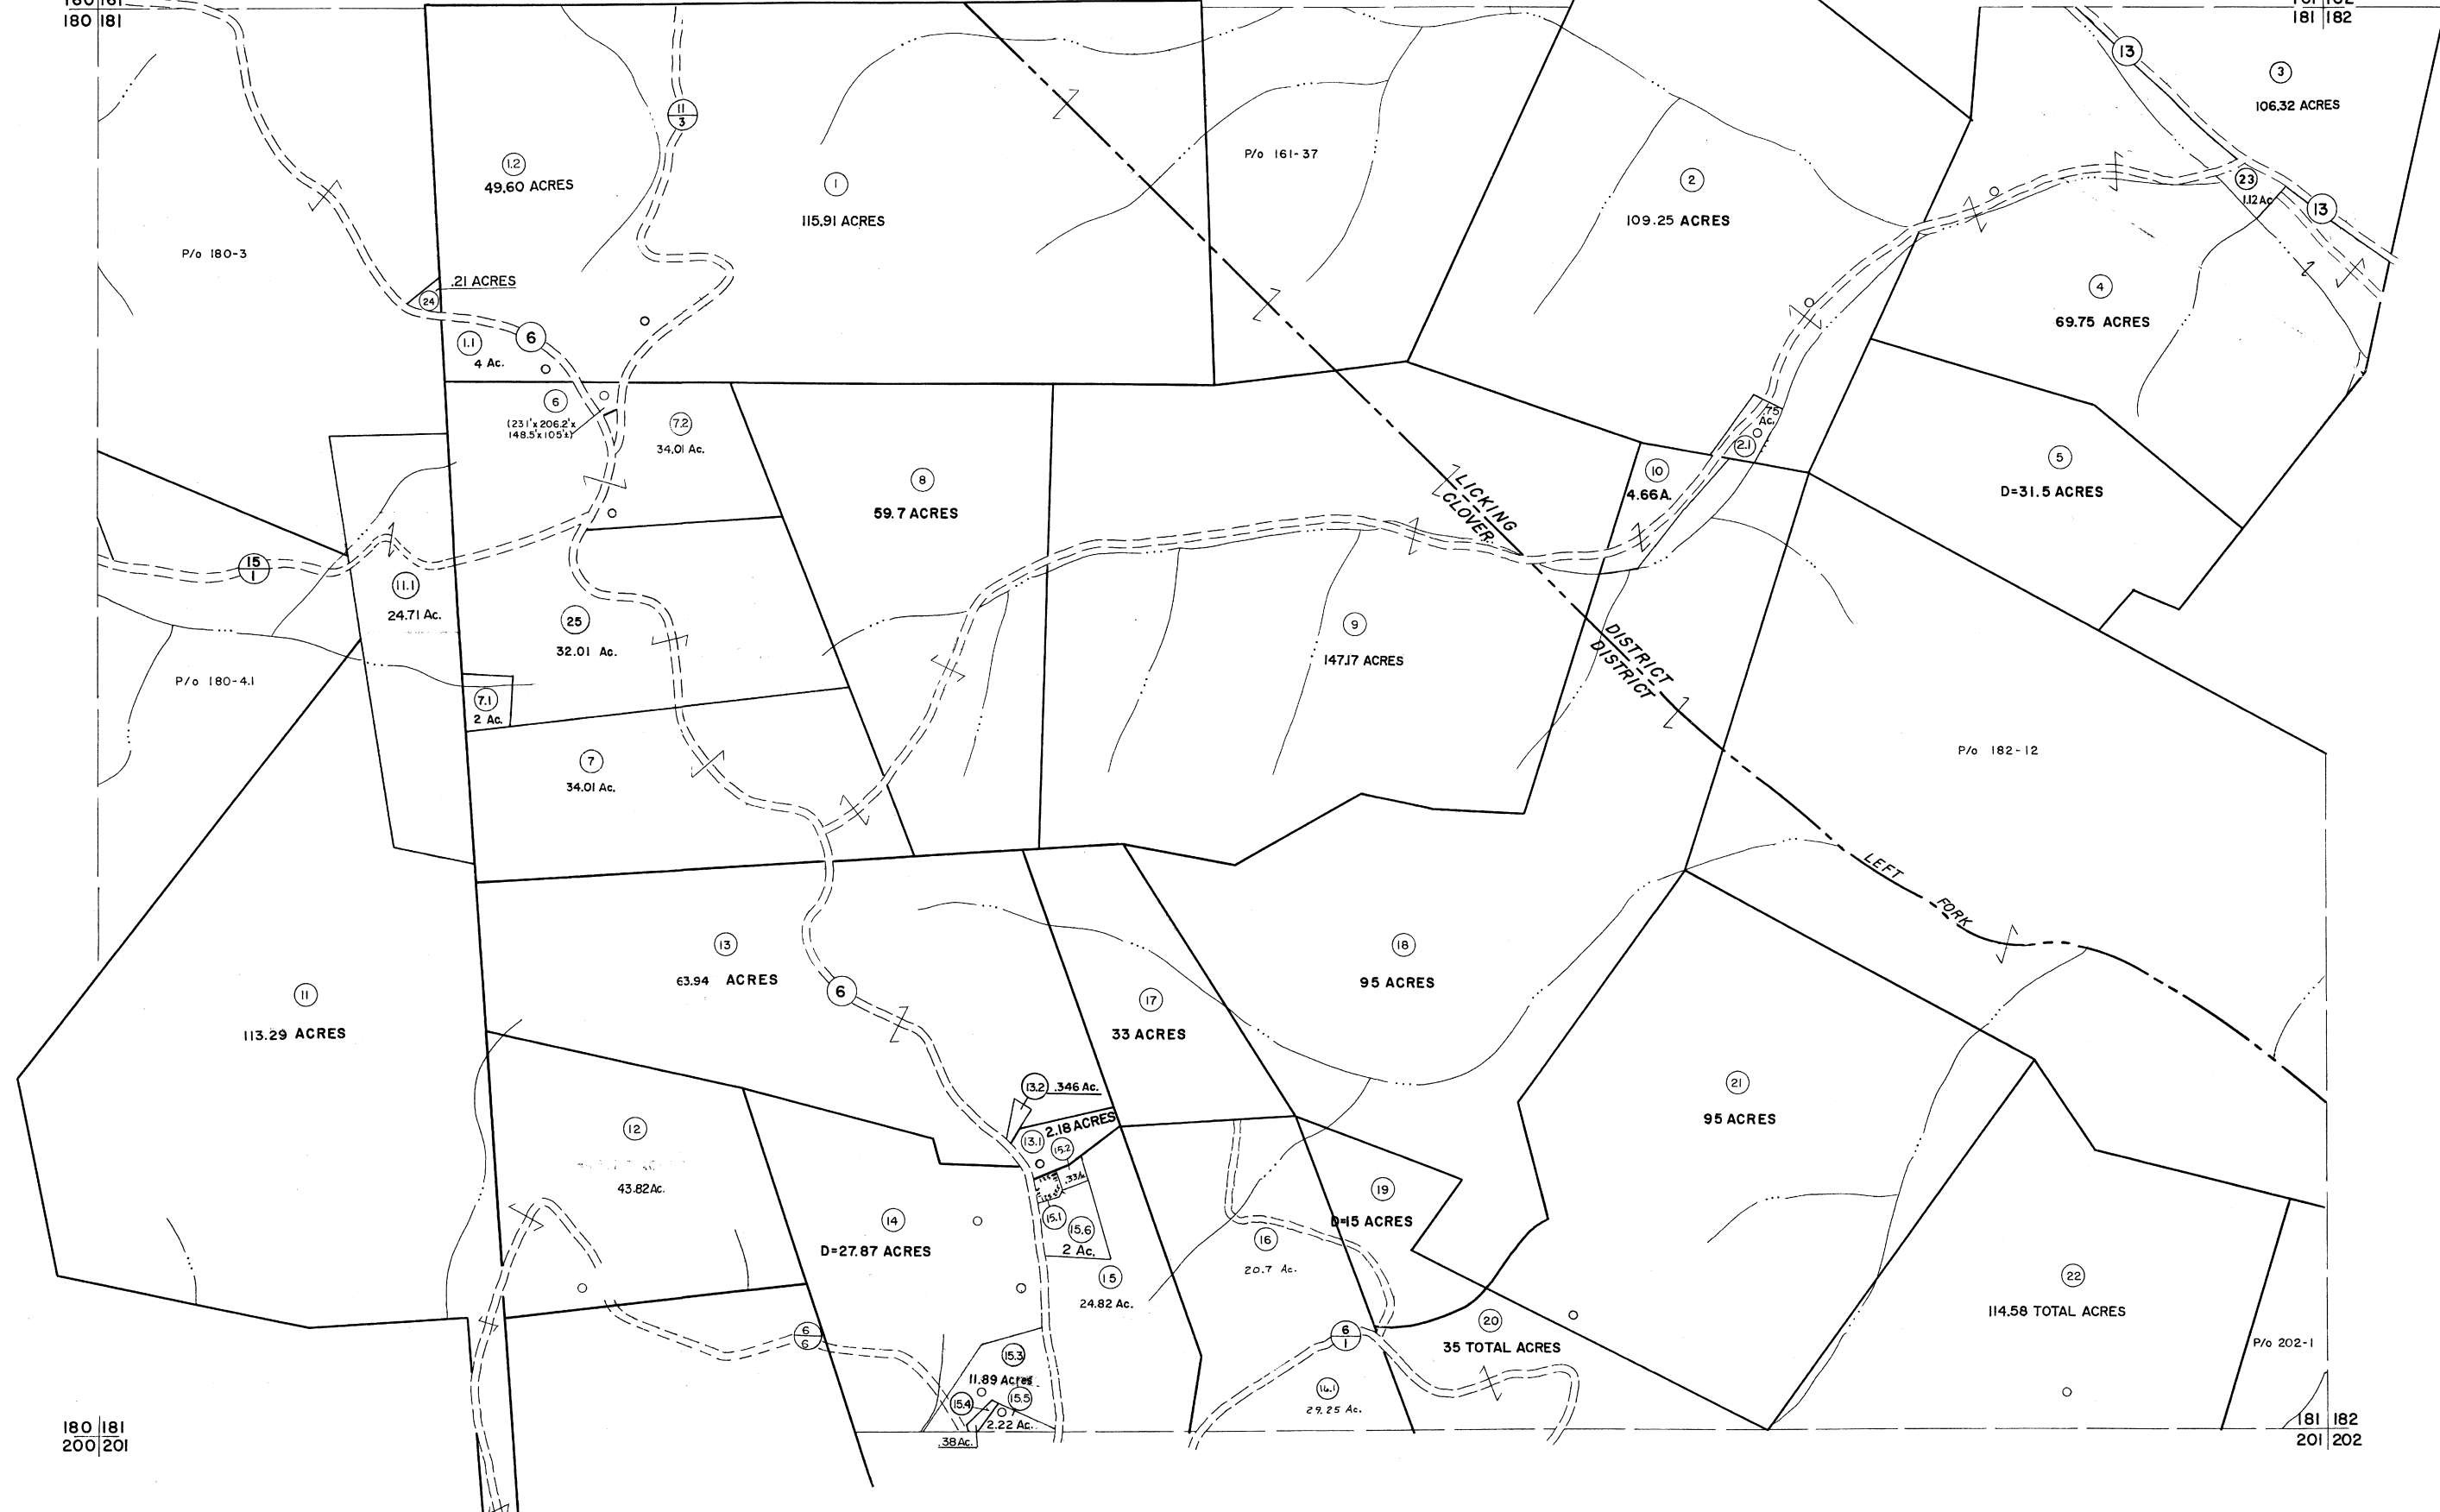 180 181
180 181
181 182
181 182
13
3
106.32 ACRES
11
3
1.2
49.60 ACRES
1
115.91 ACRES
P/o 161-37
2
109.25 ACRES
23
1.12 Ac
13
P/o 180-3
.21 ACRES
24
6
1.1
4 Ac.
4
69.75 ACRES
6
(231'x 206.2'x
148.5'x 105'±)
7.2
34.01 Ac.
.75
Ac.
2.1
8
59.7 ACRES
10
4.66A.
5
D=31.5 ACRES
LICKING
CLOVER
15
1
11.1
24.71 Ac.
25
32.01 Ac.
9
147.17 ACRES
DISTRICT
DISTRICT
P/o 180-4.1
7.1
2 Ac.
7
34.01 Ac.
P/o 182-12
LEFT
FORK
13
63.94 ACRES
6
18
95 ACRES
11
113.29 ACRES
17
33 ACRES
13.2 .346 Ac.
2.18 ACRES
13.1
15.2
21
95 ACRES
12
43.82Ac.
.33A
15.1
15.6
2 Ac.
14
D=27.87 ACRES
19
D=15 ACRES
16
20.7 Ac.
15
24.82 Ac.
22
114.58 TOTAL ACRES
6
6
6
1
20
35 TOTAL ACRES
P/o 202-1
15.3
11.89 Acres
15.4
15.5
2.22 Ac.
.38Ac.
16.1
29.25 Ac.
180 181
200 201
181 182
201 202